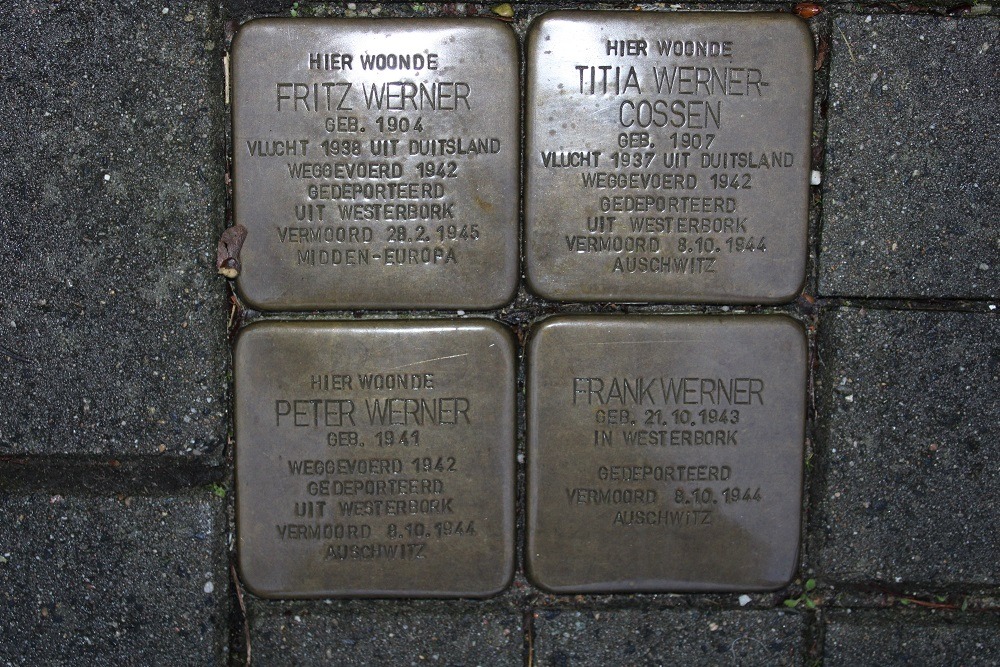 HIER WOONDE
FRITZ WERNER
GEB. 1904
VLUCHT 1938 UIT DUITSLAND
WEGGEVOERD 1942
GEDEPORTEERD
UIT WESTERBORK
VERMOORD 28.2.1945
MIDDEN-EUROPA
HIER WOONDE
TITIA WERNER-
COSSEN
GEB. 1907
VLUCHT 1937 UIT DUITSLAND
WEGGEVOERD 1942
GEDEPORTEERD
UIT WESTERBORK
VERMOORD 8.10.1944
AUSCHWITZ
HIER WOONDE
PETER WERNER
GEB. 1941
WEGGEVOERD 1942
GEDEPORTEERD
UIT WESTERBORK
VERMOORD 8.10.1944
AUSCHWITZ
FRANK WERNER
GEB. 21.10.1943
IN WESTERBORK
GEDEPORTEERD
VERMOORD 8.10.1944
AUSCHWITZ